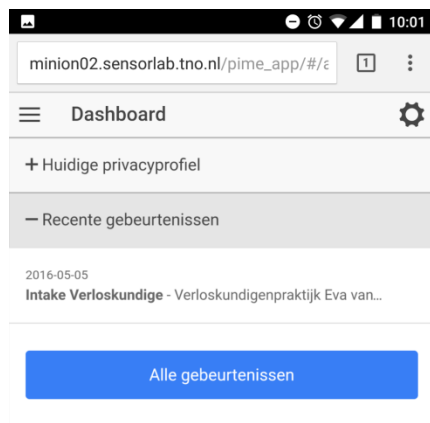 10:01
minion02.sensorlab.tno.nl/pime_app/#/a
1
Dashboard
+ Huidige privacyprofiel
− Recente gebeurtenissen
2016-05-05
Intake Verloskundige - Verloskundigenpraktijk Eva van...
Alle gebeurtenissen